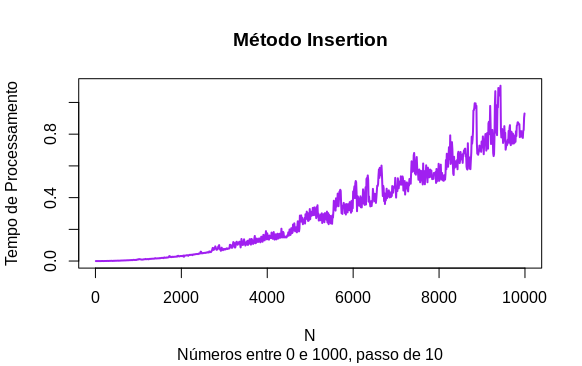 Método Insertion
Tempo de Processamento
0.0 0.4 0.8
0 2000 4000 6000 8000 10000
N
Números entre 0 e 1000, passo de 10